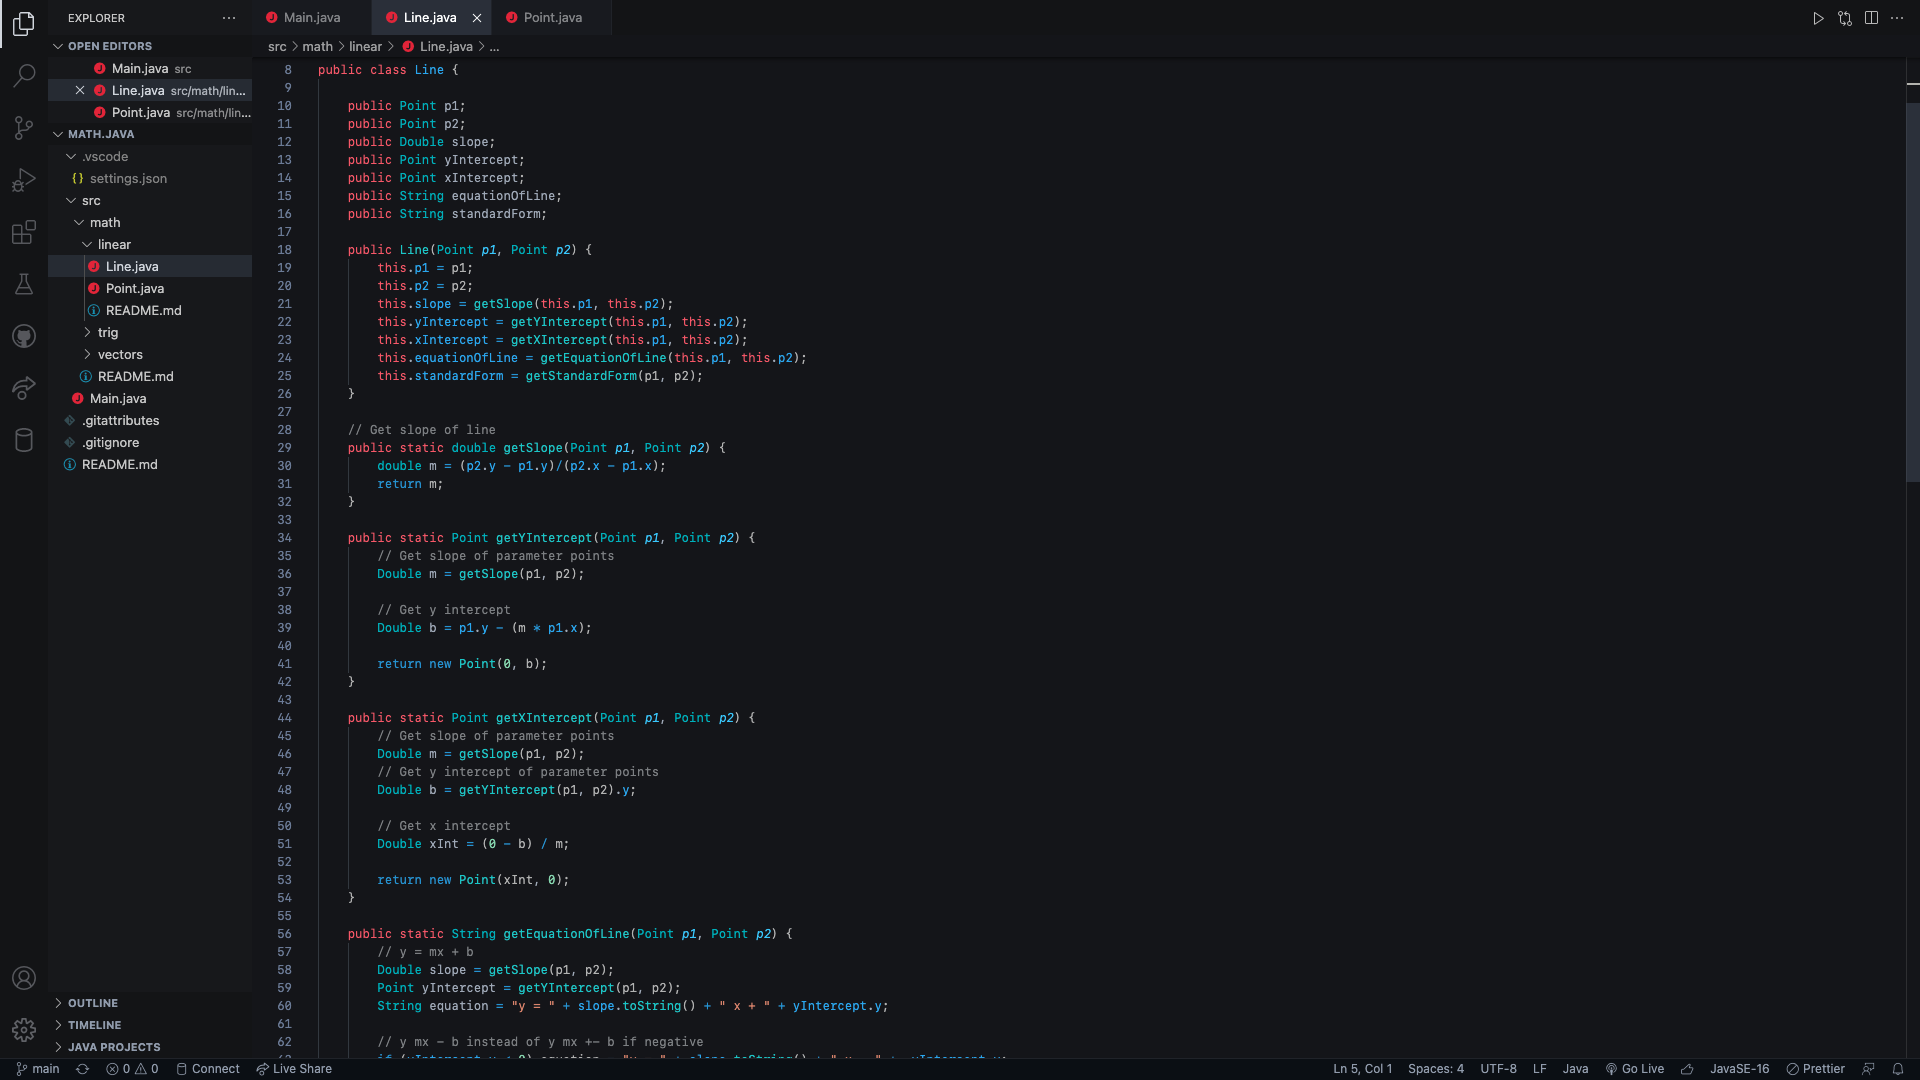 EXPLORER
OPEN EDITORS
Main.java src
Line.java src/math/lin...
Point.java src/math/lin...
MATH.JAVA
.vscode
{} settings.json
src
math
linear
Line.java
Point.java
README.md
trig
vectors
README.md
Main.java
.gitattributes
.gitignore
README.md
OUTLINE
TIMELINE
JAVA PROJECTS
Main.java Line.java Point.java
src > math > linear > Line.java > ...
8 public class Line {
9
10 public Point p1;
11 public Point p2;
12 public Double slope;
13 public Point yIntercept;
14 public Point xIntercept;
15 public String equationOfLine;
16 public String standardForm;
17
18 public Line(Point p1, Point p2) {
19 this.p1 = p1;
20 this.p2 = p2;
21 this.slope = getSlope(this.p1, this.p2);
22 this.yIntercept = getYIntercept(this.p1, this.p2);
23 this.xIntercept = getXIntercept(this.p1, this.p2);
24 this.equationOfLine = getEquationOfLine(this.p1, this.p2);
25 this.standardForm = getStandardForm(p1, p2);
26 }
27
28 // Get slope of line
29 public static double getSlope(Point p1, Point p2) {
30 double m = (p2.y - p1.y)/(p2.x - p1.x);
31 return m;
32 }
33
34 public static Point getYIntercept(Point p1, Point p2) {
35 // Get slope of parameter points
36 Double m = getSlope(p1, p2);
37
38 // Get y intercept
39 Double b = p1.y - (m * p1.x);
40
41 return new Point(0, b);
42 }
43
44 public static Point getXIntercept(Point p1, Point p2) {
45 // Get slope of parameter points
46 Double m = getSlope(p1, p2);
47 // Get y intercept of parameter points
48 Double b = getYIntercept(p1, p2).y;
49
50 // Get x intercept
51 Double xInt = (0 - b) / m;
52
53 return new Point(xInt, 0);
54 }
55
56 public static String getEquationOfLine(Point p1, Point p2) {
57 // y = mx + b
58 Double slope = getSlope(p1, p2);
59 Point yIntercept = getYIntercept(p1, p2);
60 String equation = "y = " + slope.toString() + " x + " + yIntercept.y;
61
62 // y mx - b instead of y mx +- b if negative
main 0 0 Connect Live Share Ln 5, Col 1 Spaces: 4 UTF-8 LF Java Go Live JavaSE-16 Prettier